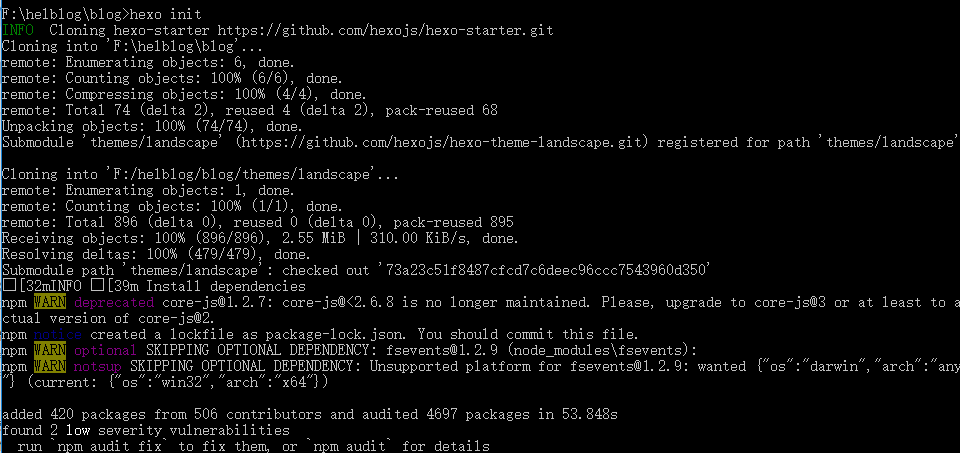 F:\helblog\blog>hexo init
INFO  Cloning hexo-starter https://github.com/hexojs/hexo-starter.git
Cloning into 'F:\helblog\blog'...
remote: Enumerating objects: 6, done.
remote: Counting objects: 100% (6/6), done.
remote: Compressing objects: 100% (4/4), done.
remote: Total 74 (delta 2), reused 4 (delta 2), pack-reused 68
Unpacking objects: 100% (74/74), done.
Submodule 'themes/landscape' (https://github.com/hexojs/hexo-theme-landscape.git) registered for path 'themes/landscape'
Cloning into 'F:/helblog/blog/themes/landscape'...
remote: Enumerating objects: 1, done.
remote: Counting objects: 100% (1/1), done.
remote: Total 896 (delta 0), reused 0 (delta 0), pack-reused 895
Receiving objects: 100% (896/896), 2.55 MiB | 310.00 KiB/s, done.
Resolving deltas: 100% (479/479), done.
Submodule path 'themes/landscape': checked out '73a23c51f8487cfcd7c6deec96ccc7543960d350'
□[32mINFO □[39m Install dependencies
npm WARN deprecated core-js@1.2.7: core-js@<2.6.8 is no longer maintained. Please, upgrade to core-js@3 or at least to a
ctual version of core-js@2.
npm notice created a lockfile as package-lock.json. You should commit this file.
npm WARN optional SKIPPING OPTIONAL DEPENDENCY: fsevents@1.2.9 (node_modules\fsevents):
npm WARN notsup SKIPPING OPTIONAL DEPENDENCY: Unsupported platform for fsevents@1.2.9: wanted {"os":"darwin","arch":"any
"} (current: {"os":"win32","arch":"x64"})
added 420 packages from 506 contributors and audited 4697 packages in 53.848s
found 2 low severity vulnerabilities
  run `npm audit fix` to fix them, or `npm audit` for details